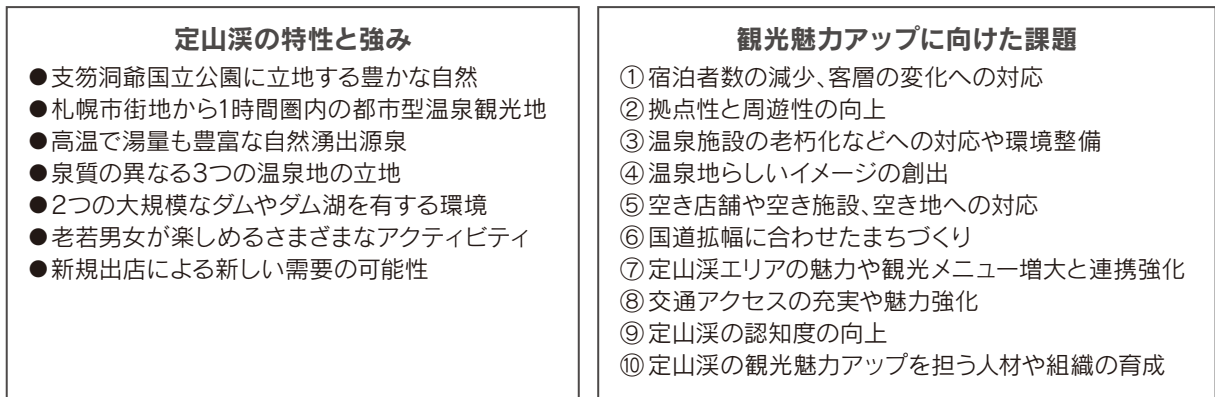 定山渓の特性と強み
●支笏洞爺国立公園に立地する豊かな自然
●札幌市街地から1時間圏内の都市型温泉観光地
●高温で湯量も豊富な自然湧出源泉
●泉質の異なる3つの温泉地の立地
●2つの大規模なダムやダム湖を有する環境
●老若男女が楽しめるさまざまなアクティビティ
●新規出店による新しい需要の可能性
観光魅力アップに向けた課題
①宿泊者数の減少、客層の変化への対応
②拠点性と周遊性の向上
③温泉施設の老朽化などへの対応や環境整備
④温泉地らしいイメージの創出
⑤空き店舗や空き施設、空き地への対応
⑥国道拡幅に合わせたまちづくり
⑦定山渓エリアの魅力や観光メニュー増大と連携強化
⑧交通アクセスの充実や魅力強化
⑨定山渓の認知度の向上
⑩定山渓の観光魅力アップを担う人材や組織の育成